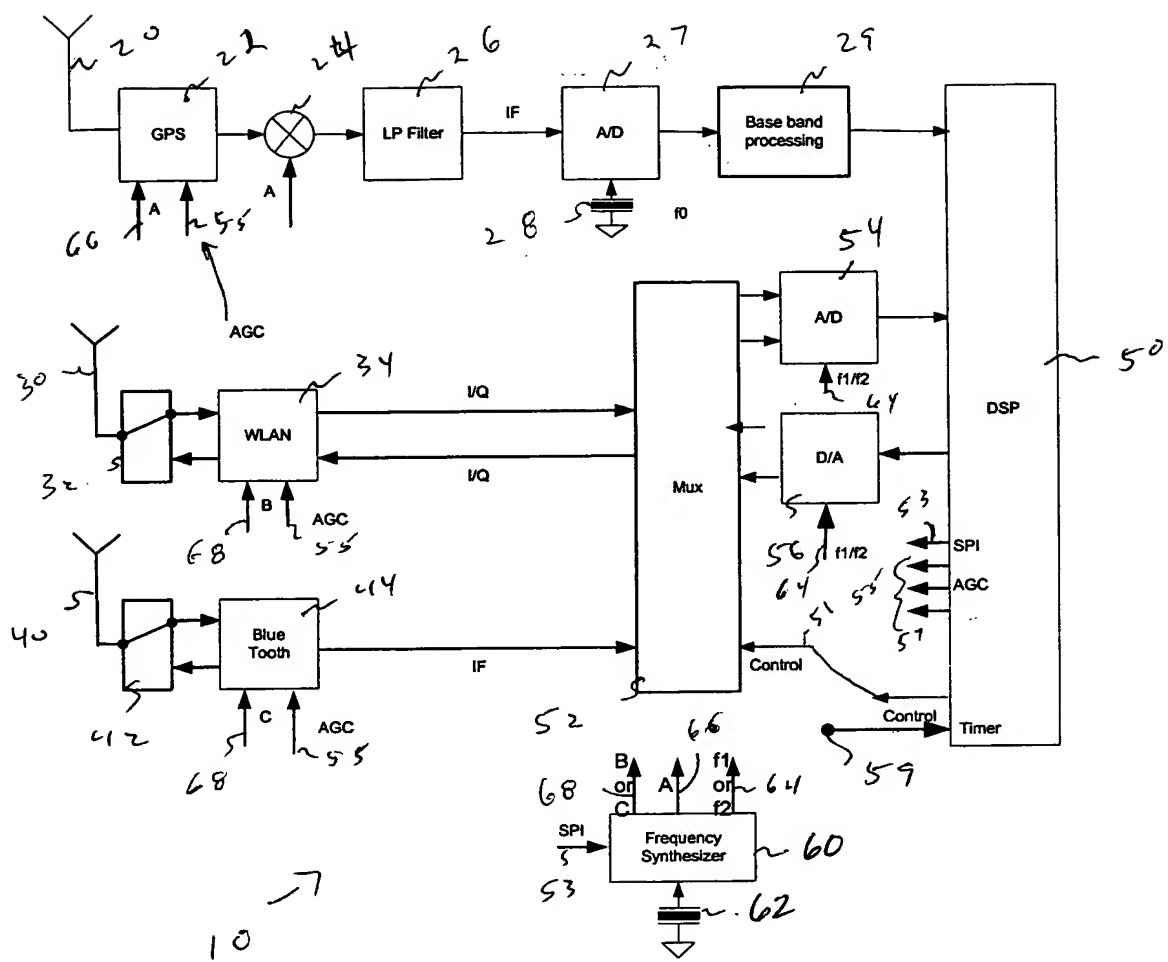 20
22
24
26
27
29
GPS
LP Filter
IF
A/D
Base band
processing
A
A
66
55
28
f0
AGC
54
A/D
f1/f2
64
50
DSP
30
34
I/Q
WLAN
I/Q
32
B
AGC
68
55
Mux
D/A
56
f1/f2
64
53
SPI
55
AGC
57
44
40
Blue
Tooth
IF
51
Control
42
C
AGC
68
55
52
Control
Timer
59
66
B
or
C
68
A
f1
or
f2
64
SPI
53
Frequency
Synthesizer
60
62
10